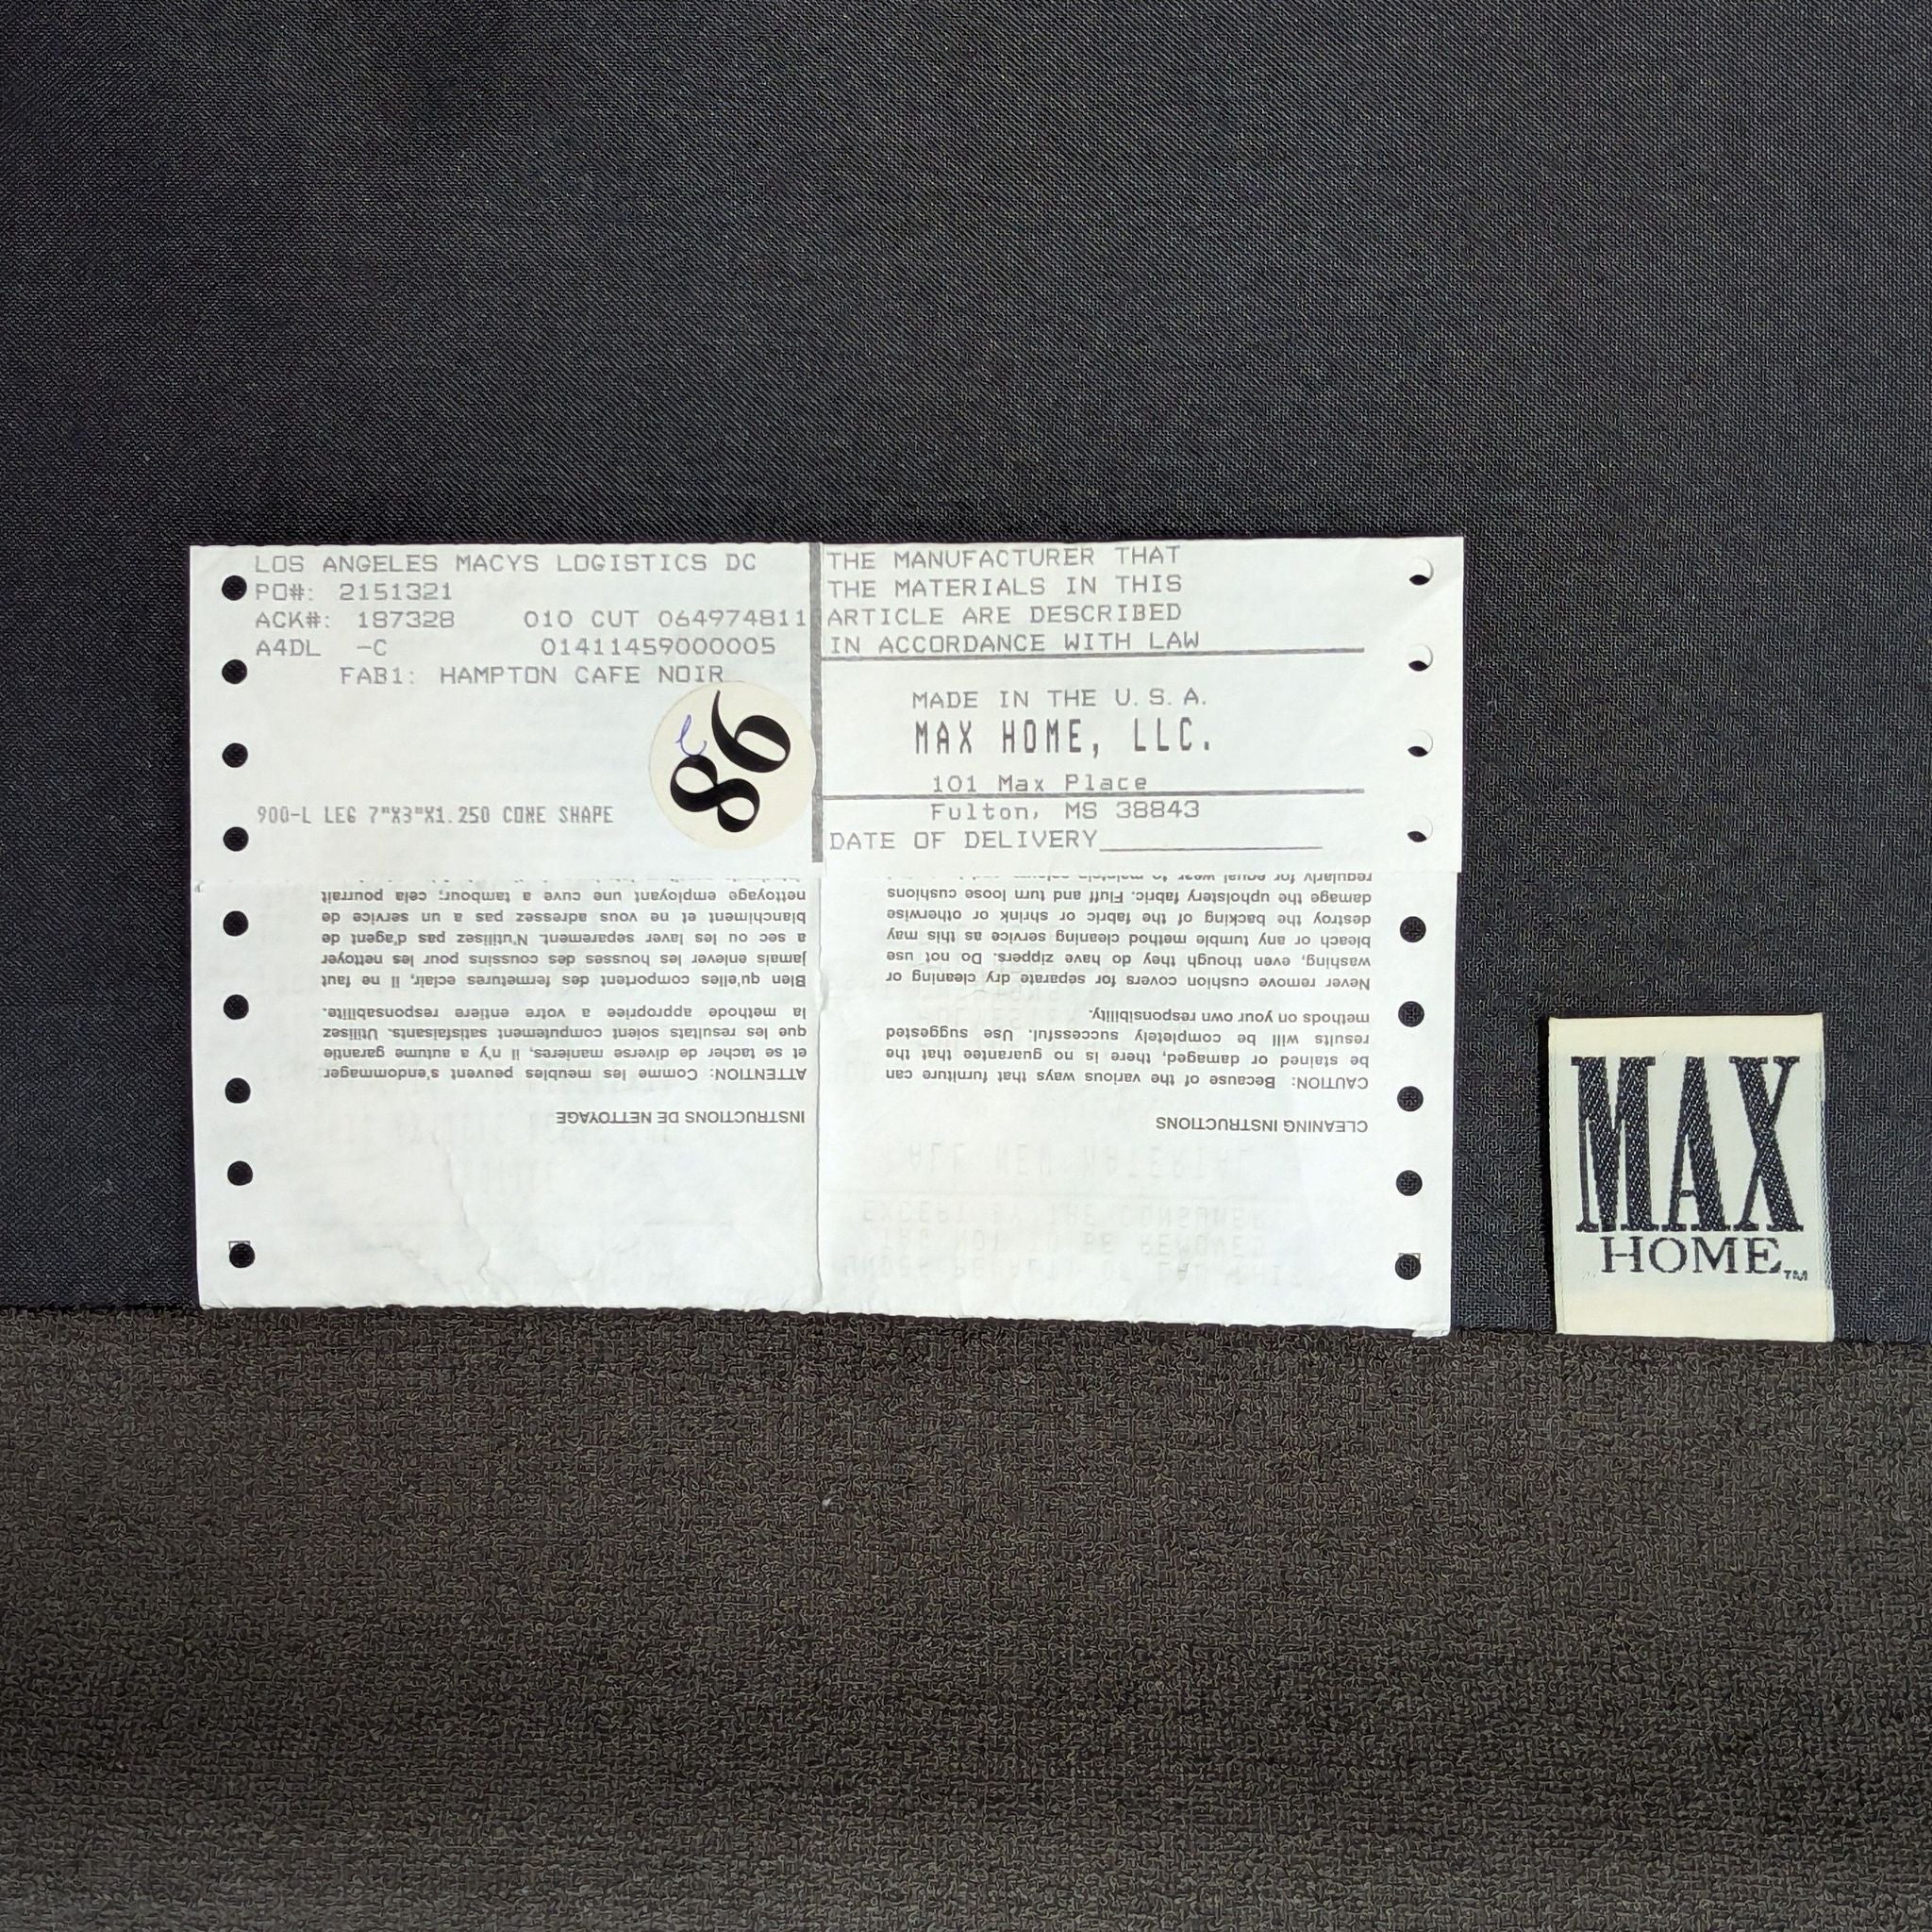 LOS ANGELES MACYS LOGISTICS DC
PO#: 2151321
ACK#: 187328 010 CUT 064974811
A4DL -C 01411459000005
FAB1: HAMPTON CAFE NOIR
98
900-L LEG 7"X3"X1.250 CONE SHAPE
THE MANUFACTURER THAT
THE MATERIALS IN THIS
ARTICLE ARE DESCRIBED
IN ACCORDANCE WITH LAW
MADE IN THE U.S.A.
MAX HOME, LLC.
101 Max Place
Fulton, MS 38843
DATE OF DELIVERY
INSTRUCTIONS DE NETTOYAGE
ATTENTION: Comme les meubles peuvent s'endommager
et se tacher de diverse manieres, il n'y a autume garantie
que les resultats soient computement satisfaisants. Utilisez
la methode appropriee a votre entiere responsabilite.
Bien qu'elles comportent des fermetures eclair, il ne faut
jamais enlever les housses des coussins pour les nettoyer
a sec ou les laver separement. N'utilisez pas d'agent de
blanchiment et ne vous adressez pas a un service de
nettoyage employant une cuve a tambour; cela pourrait
CLEANING INSTRUCTIONS
CAUTION: Because of the various ways that furniture can
be stained or damaged, there is no guarantee that the
results will be completely successful. Use suggested
methods on your own responsibility.
Never remove cushion covers for separate dry cleaning or
washing, even though they do have zippers. Do not use
bleach or any tumble method cleaning service as this may
destroy the backing of the fabric or shrink or otherwise
damage the upholstery fabric. Fluff and turn loose cushions
regularly for equal wear to maintain
MAX
HOME™